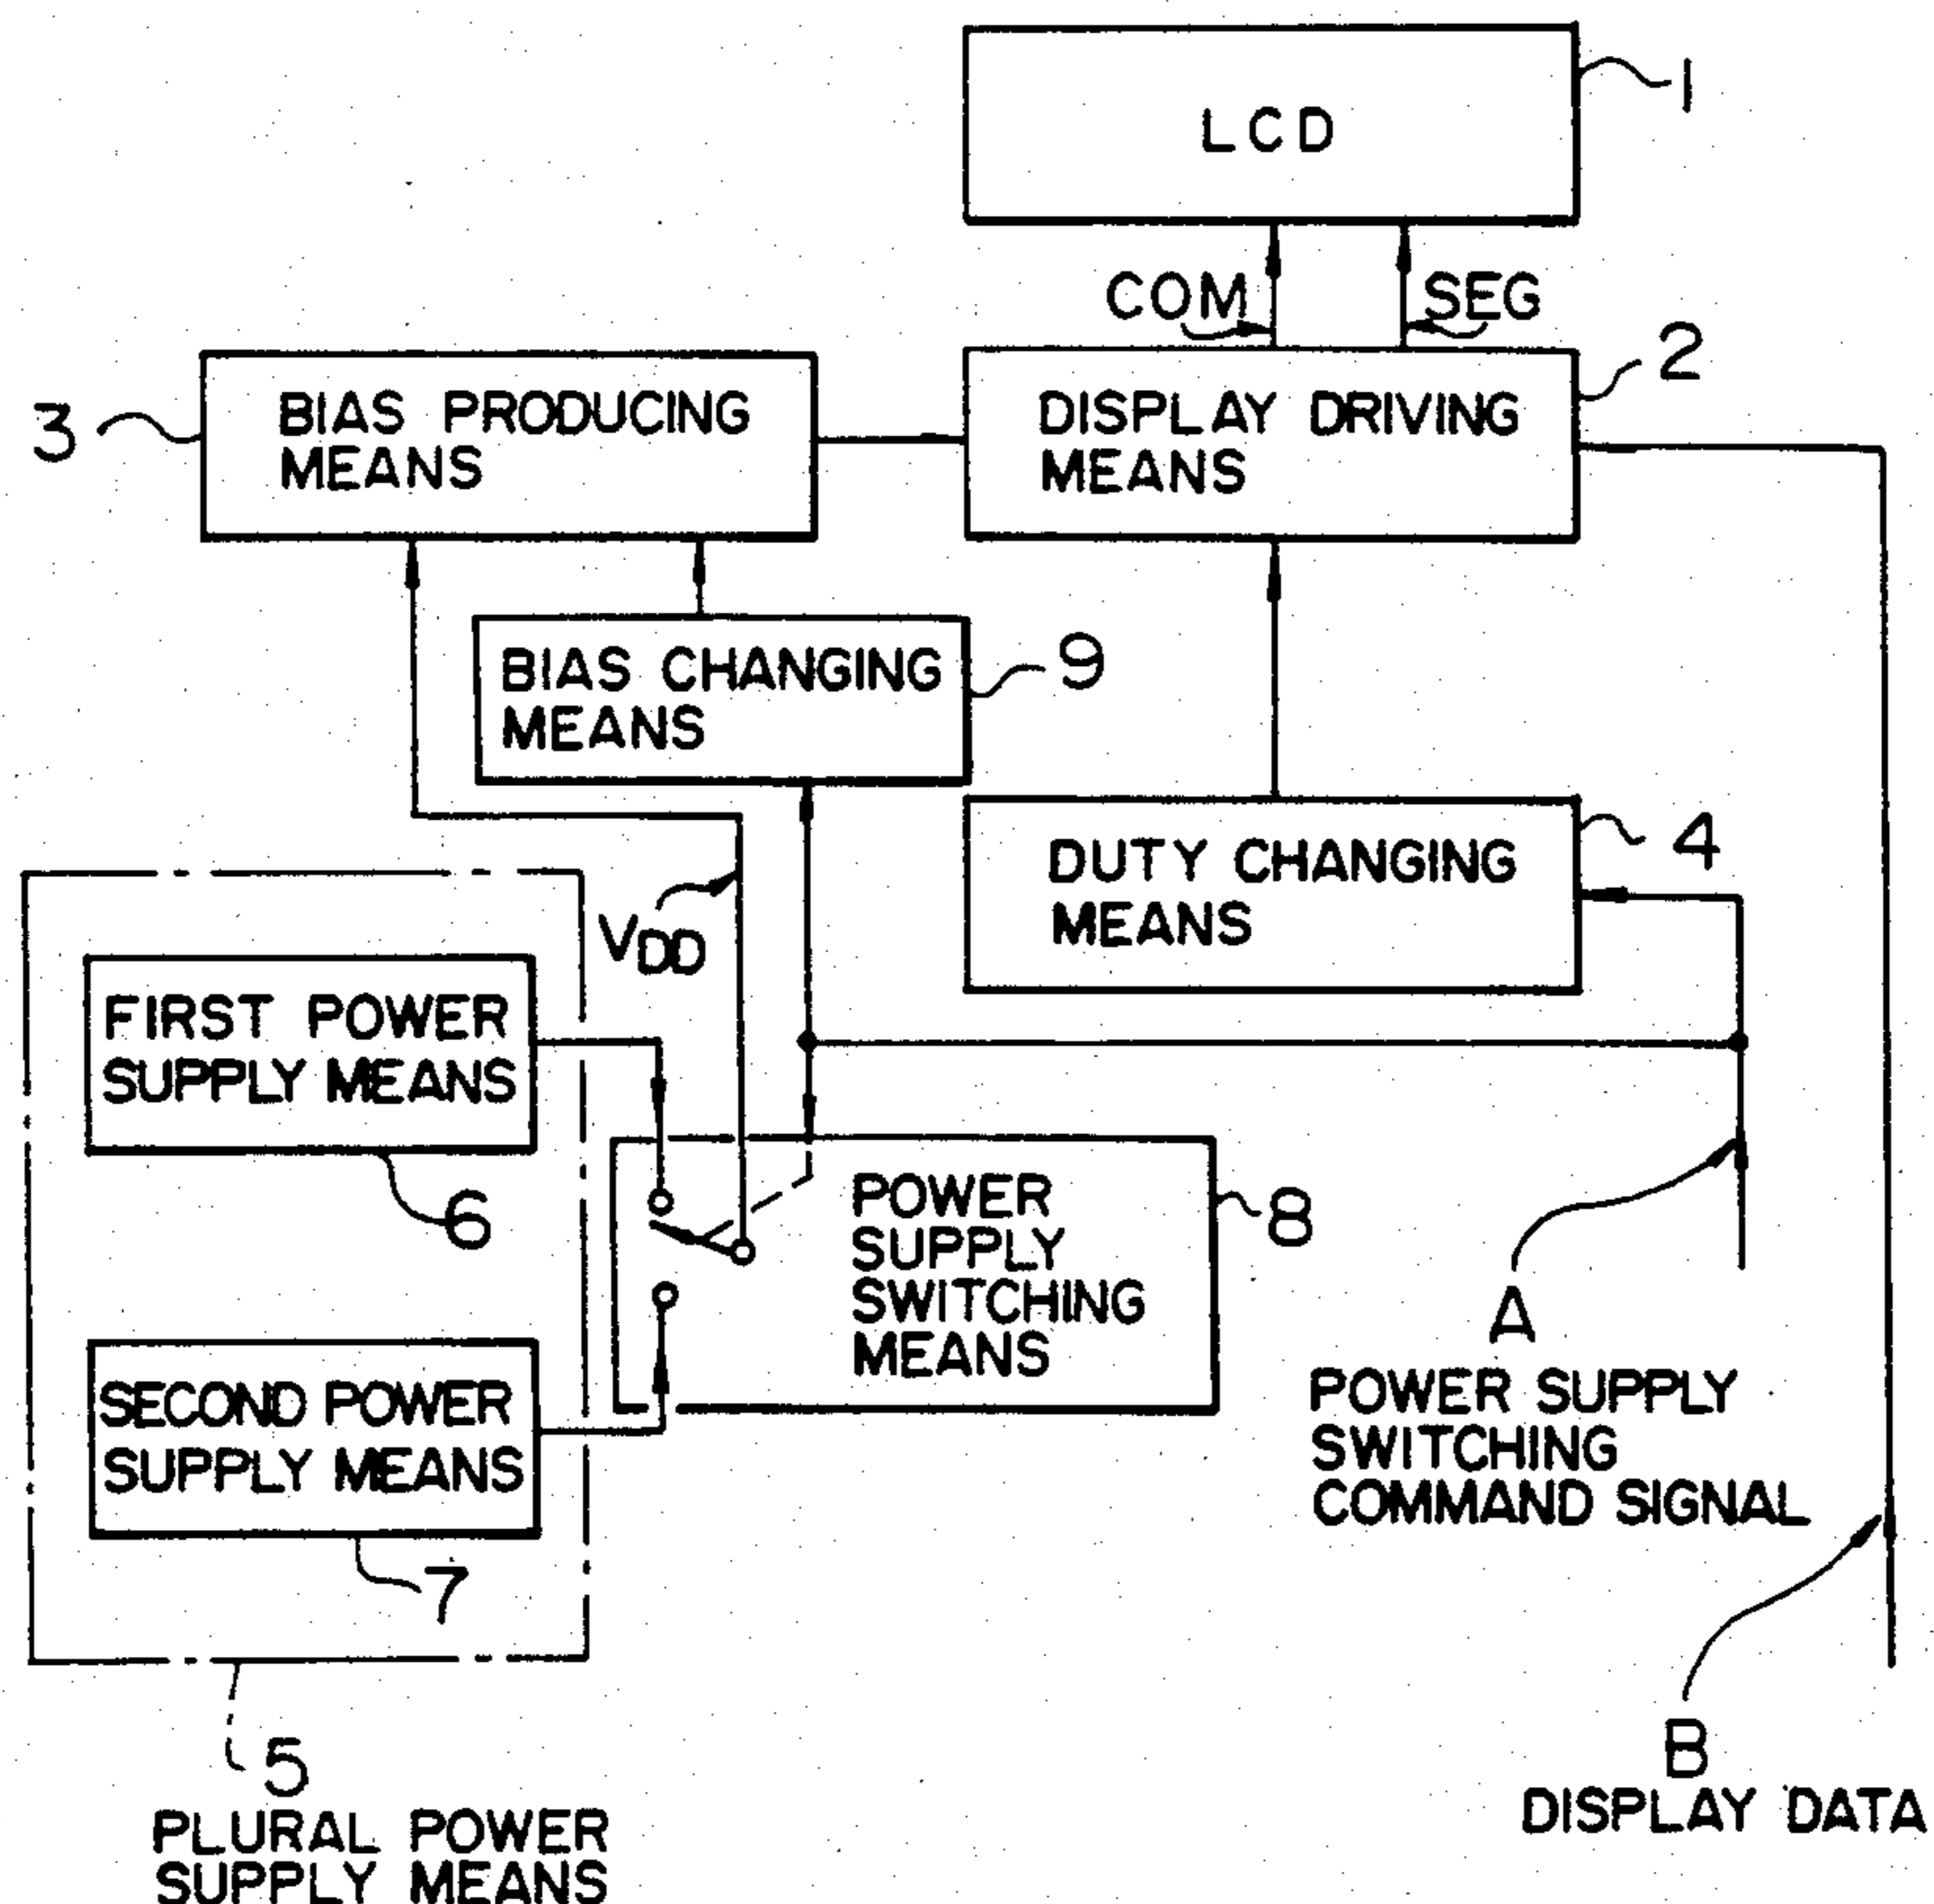 LCD
1
COM
SEG
2
3
BIAS PRODUCING
MEANS
DISPLAY DRIVING
MEANS
BIAS CHANGING
MEANS
9
4
DUTY CHANGING
MEANS
VDD
FIRST POWER
SUPPLY MEANS
6
POWER
SUPPLY
SWITCHING
MEANS
8
A
POWER SUPPLY
SWITCHING
COMMAND SIGNAL
SECOND POWER
SUPPLY MEANS
7
5
PLURAL POWER
SUPPLY MEANS
B
DISPLAY DATA